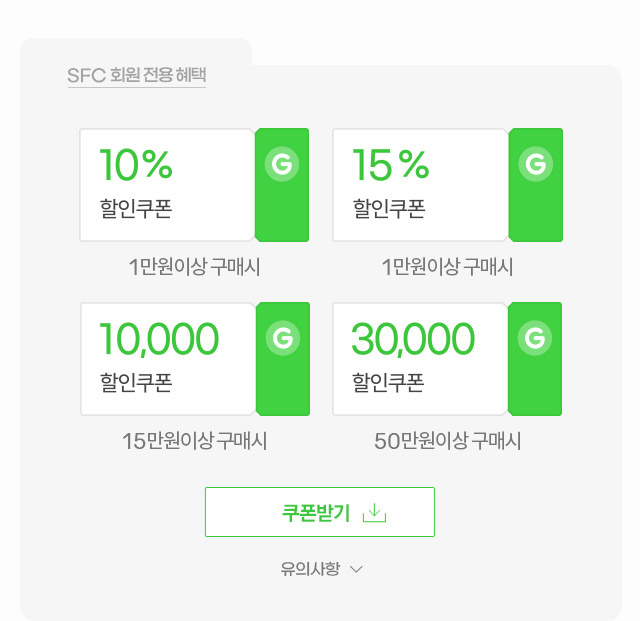 SFC 회원 전용 혜택
10% G 15% G
할인쿠폰 할인쿠폰
1만원이상 구매시 1만원이상 구매시
10,000 G 30,000 G
할인쿠폰 할인쿠폰
15만원이상 구매시 50만원이상 구매시
쿠폰받기
유의사항